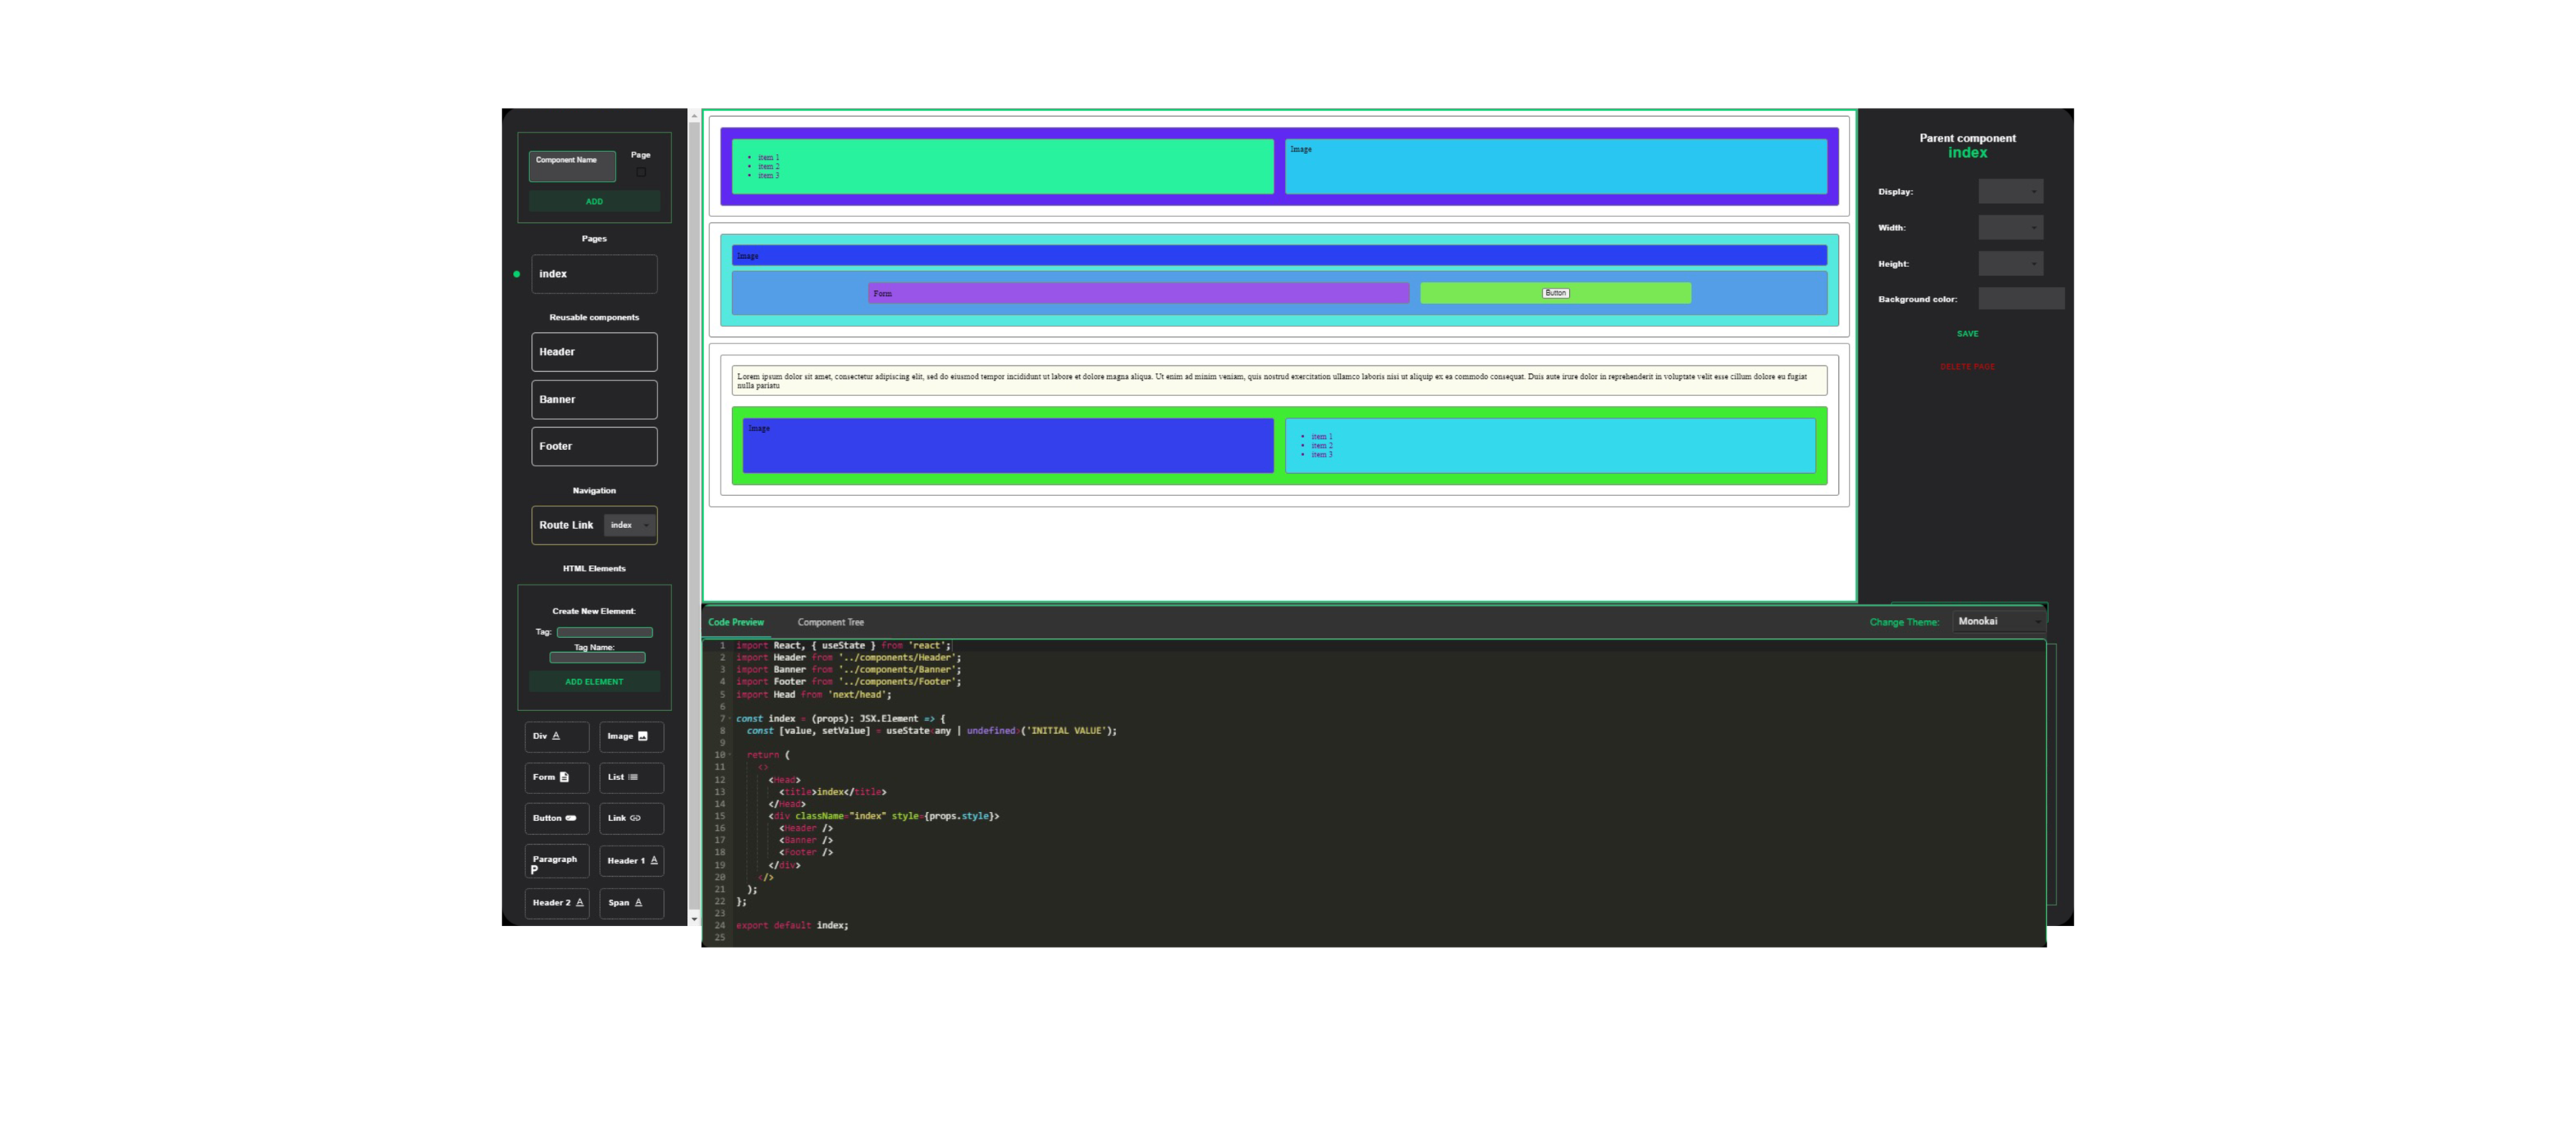 Component Name
Page
ADD
Pages
index
Reusable components
Header
Banner
Footer
Navigation
Route Link index
HTML Elements
Create New Element:
Tag:
Tag Name:
ADD ELEMENT
Div Image
Form List
Button Link
Paragraph Header 1
P
Header 2 Span
item 1
item 2
item 3
Image
Image
Form
Button
Lorem ipsum dolor sit amet, consectetur adipiscing elit, sed do eiusmod tempor incididunt ut labore et dolore magna aliqua. Ut enim ad minim veniam, quis nostrud exercitation ullamco laboris nisi ut aliquip ex ea commodo consequat. Duis aute irure dolor in reprehenderit in voluptate velit esse cillum dolore eu fugiat
nulla pariatu
Image
item 1
item 2
item 3
Parent component
index
Display:
Width:
Height:
Background color:
SAVE
DELETE PAGE
Code Preview Component Tree
Change Theme: Monokai
1 import React, { useState } from 'react';
2 import Header from '../components/Header';
3 import Banner from '../components/Banner';
4 import Footer from '../components/Footer';
5 import Head from 'next/head';
6
7 const index = (props): JSX.Element => {
8 const [value, setValue] = useState<any | undefined>('INITIAL VALUE');
9
10 return (
11 <>
12 <Head>
13 <title>index</title>
14 </Head>
15 <div className="index" style={props.style}>
16 <Header />
17 <Banner />
18 <Footer />
19 </div>
20 </>
21 );
22 };
23
24 export default index;
25